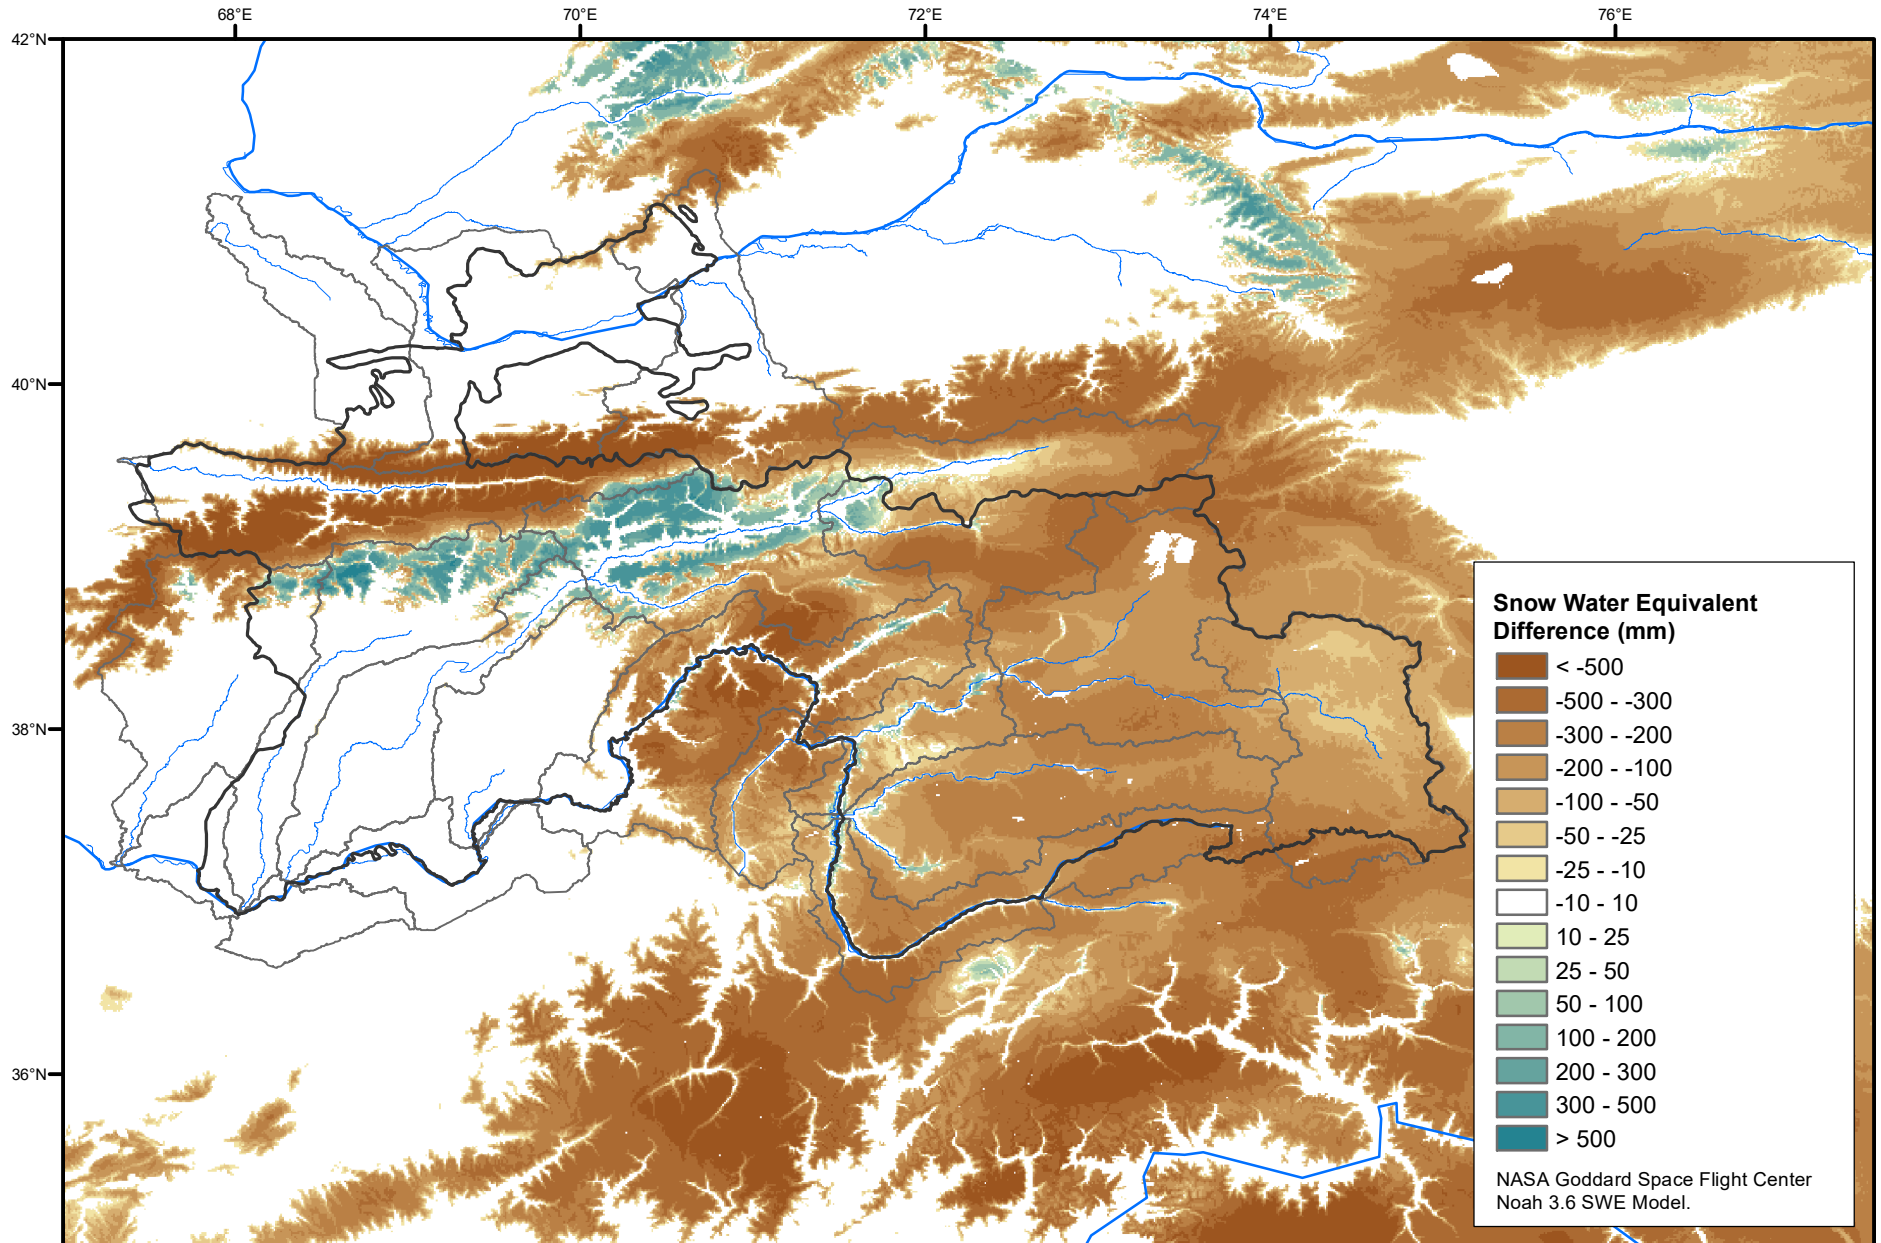 68°E 70°E 72°E 74°E 76°E
42°N
40°N
38°N
36°N
Snow Water Equivalent
Difference (mm)
< -500
-500 - -300
-300 - -200
-200 - -100
-100 - -50
-50 - -25
-25 - -10
-10 - 10
10 - 25
25 - 50
50 - 100
100 - 200
200 - 300
300 - 500
> 500
NASA Goddard Space Flight Center
Noah 3.6 SWE Model.